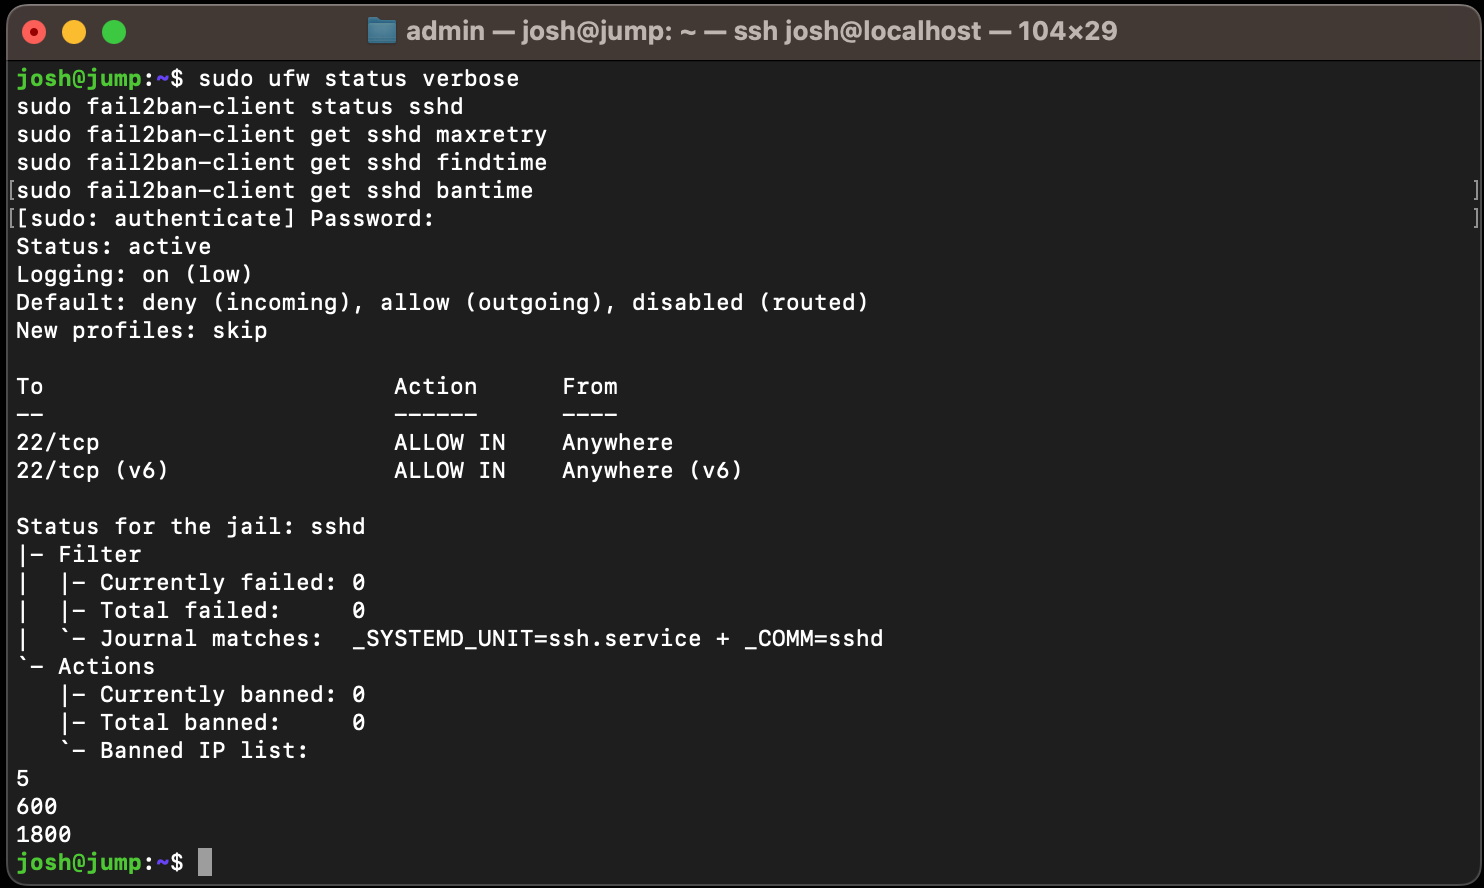 admin — josh@jump: ~ — ssh josh@localhost — 104×29
josh@jump:~$ sudo ufw status verbose
sudo fail2ban-client status sshd
sudo fail2ban-client get sshd maxretry
sudo fail2ban-client get sshd findtime
[sudo fail2ban-client get sshd bantime ]
[[sudo: authenticate] Password: ]
Status: active
Logging: on (low)
Default: deny (incoming), allow (outgoing), disabled (routed)
New profiles: skip

To                         Action      From
--                         ------      ----
22/tcp                     ALLOW IN    Anywhere
22/tcp (v6)                ALLOW IN    Anywhere (v6)

Status for the jail: sshd
|- Filter
|  |- Currently failed: 0
|  |- Total failed:     0
|  `- Journal matches:  _SYSTEMD_UNIT=ssh.service + _COMM=sshd
`- Actions
   |- Currently banned: 0
   |- Total banned:     0
   `- Banned IP list:
5
600
1800
josh@jump:~$